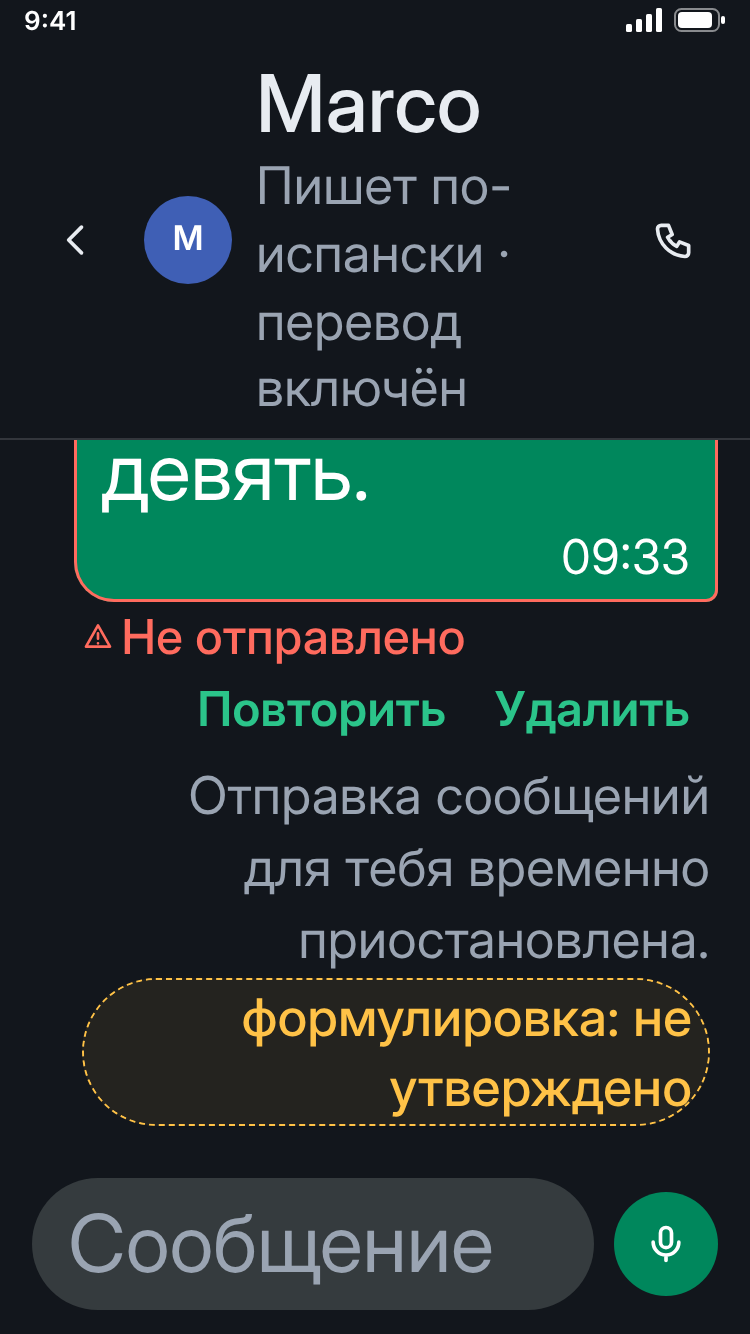 9:41
Marco
Пишет по-
испански ·
перевод
включён
M
девять.
09:33
Не отправлено
Повторить Удалить
Отправка сообщений
для тебя временно
приостановлена.
формулировка: не
утверждено
Сообщение